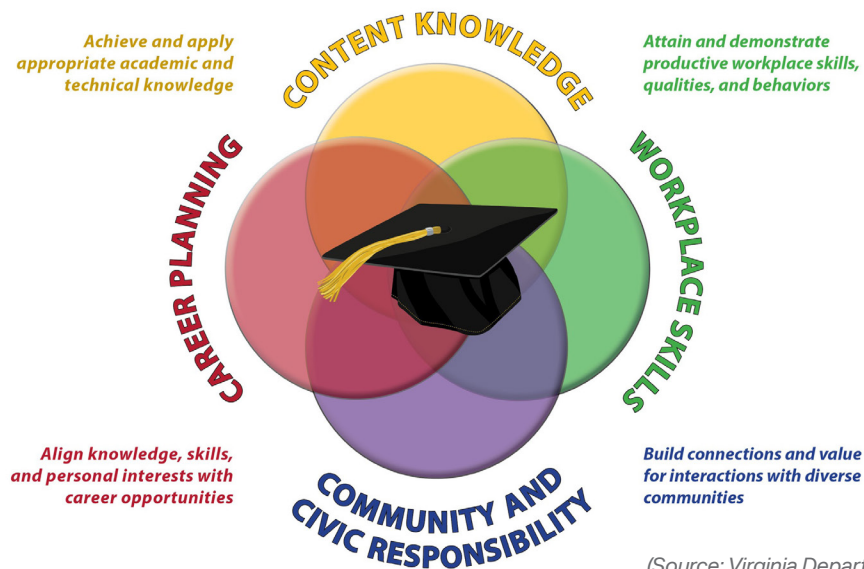 Achieve and apply
appropriate academic and
technical knowledge
CONTENT KNOWLEDGE
Attain and demonstrate
productive workplace skills,
qualities, and behaviors
CAREER PLANNING
WORKPLACE SKILLS
Align knowledge, skills,
and personal interests with
career opportunities
COMMUNITY AND
CIVIC RESPONSIBILITY
Build connections and value
for interactions with diverse
communities
(Source: Virginia